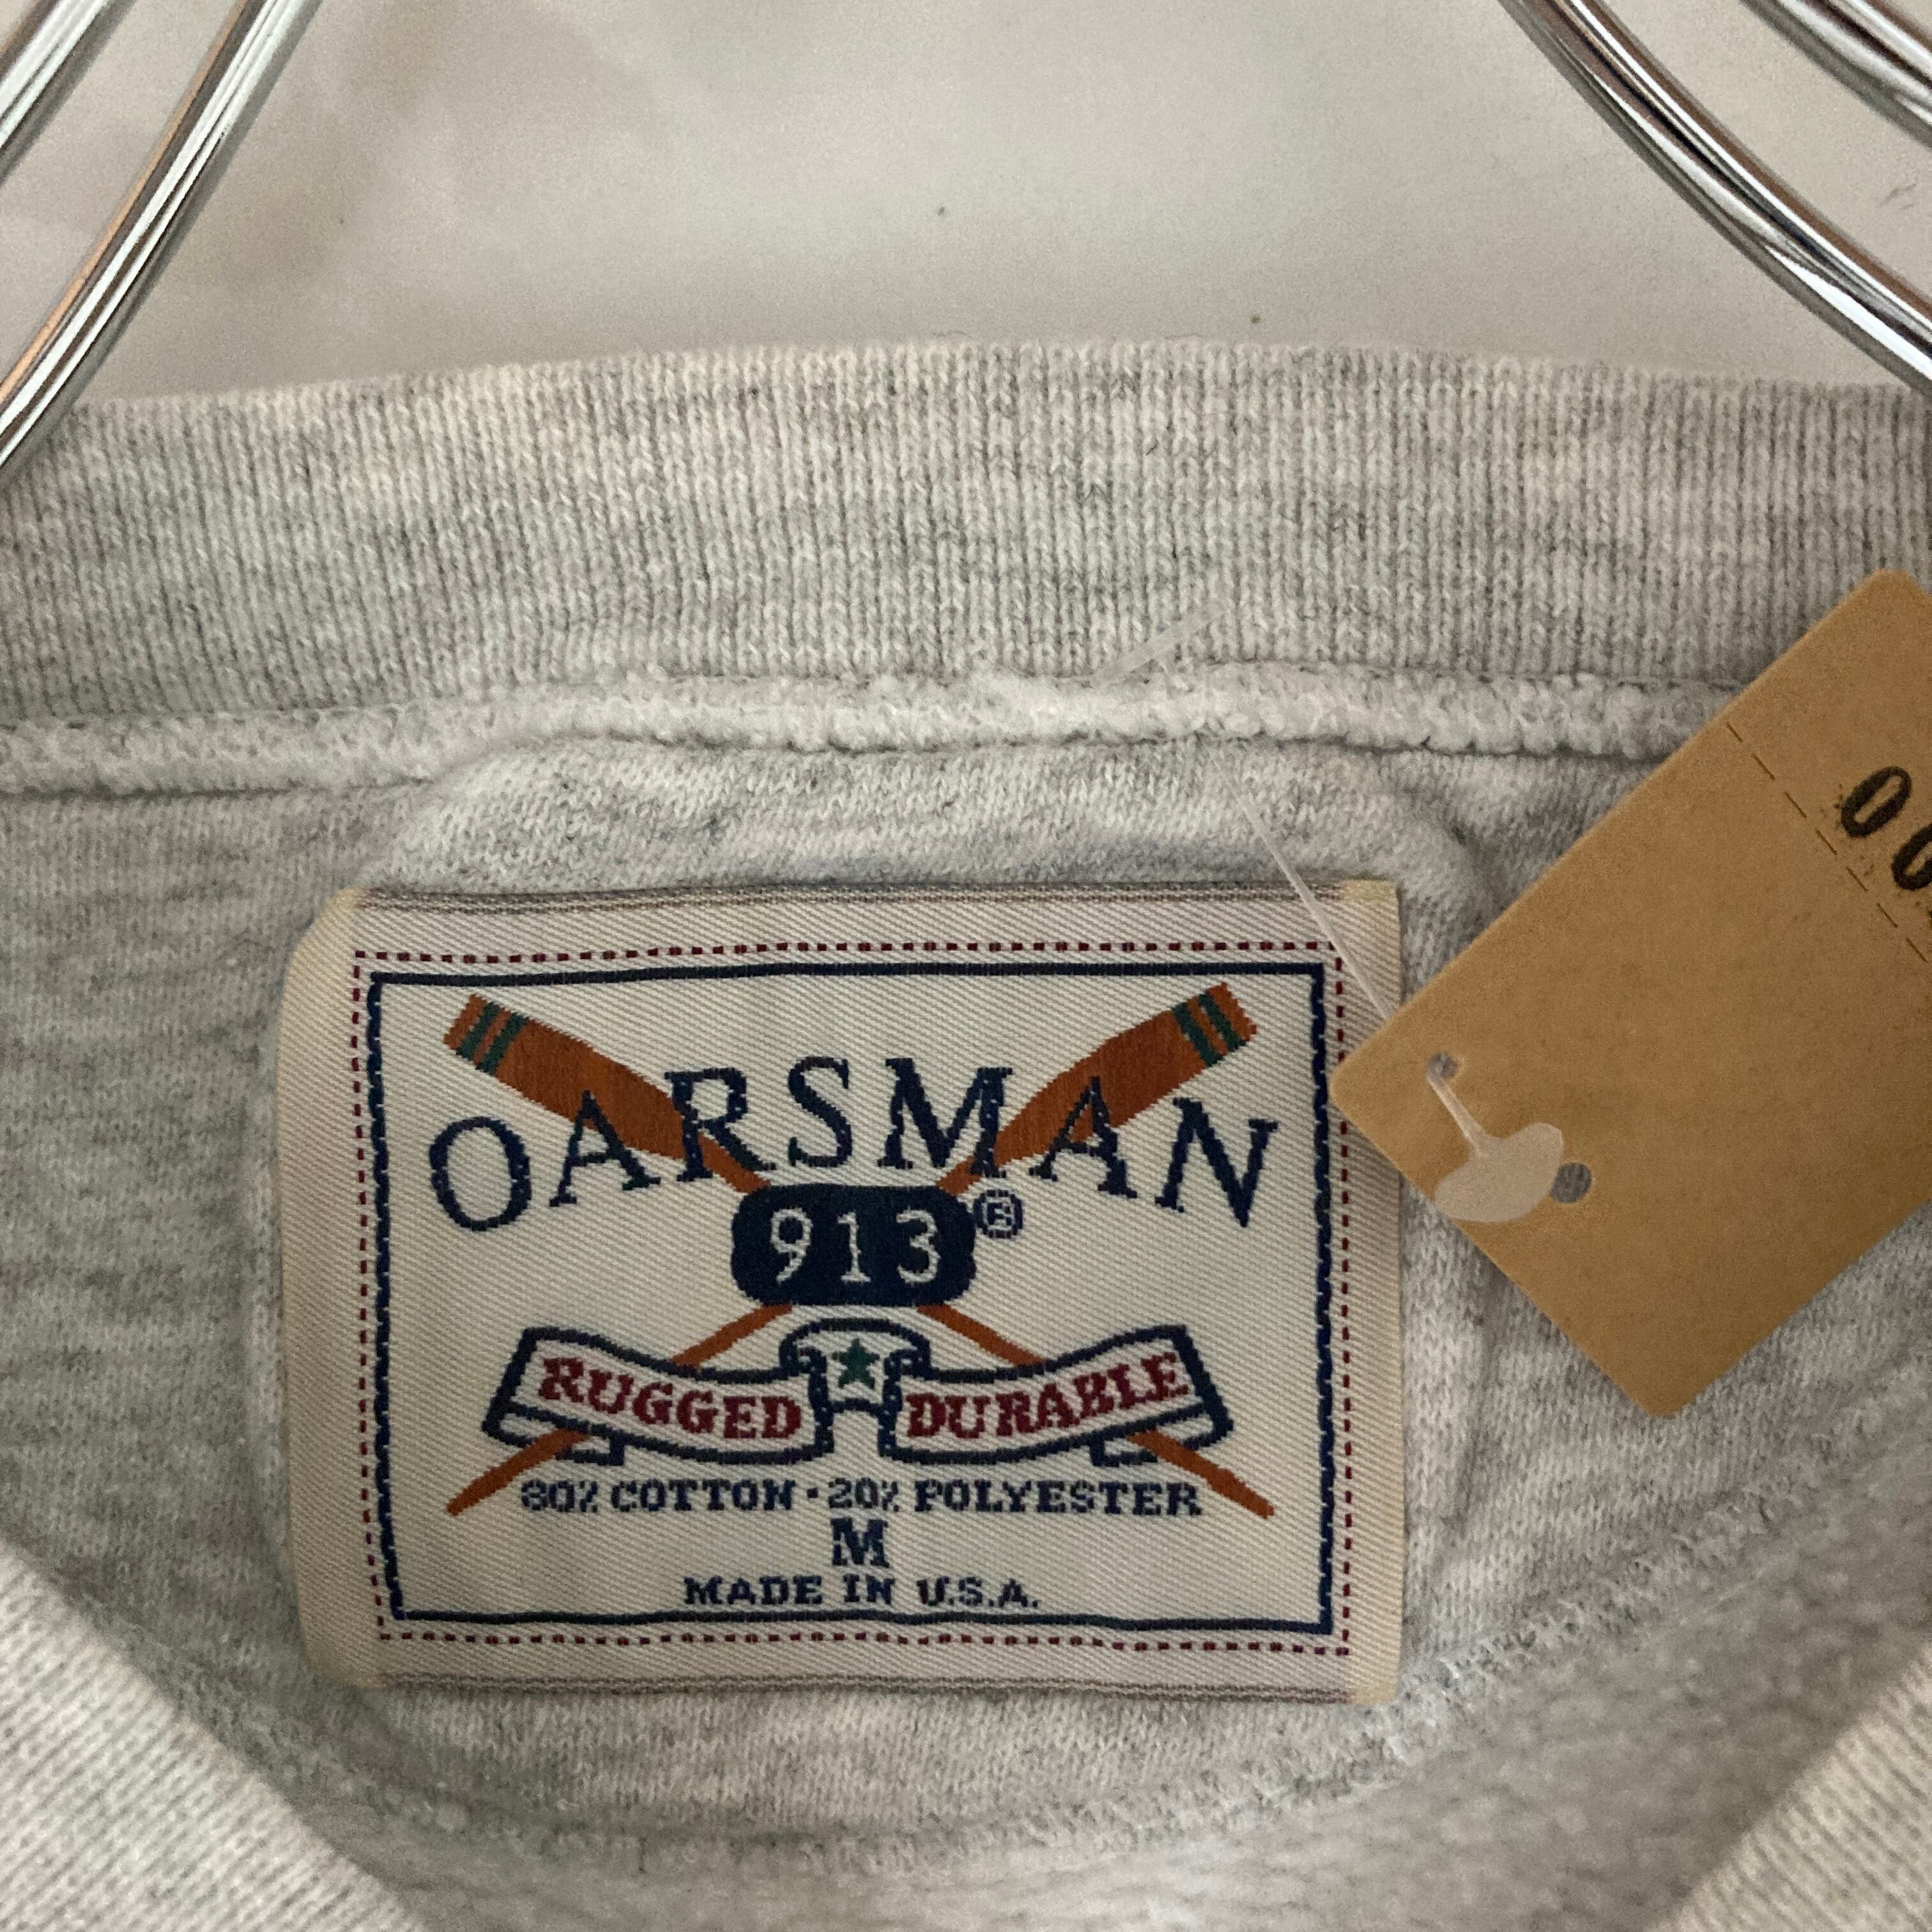 OARSMAN
913®
RUGGED ★ DURABLE
80% COTTON · 20% POLYESTER
M
MADE IN U.S.A.